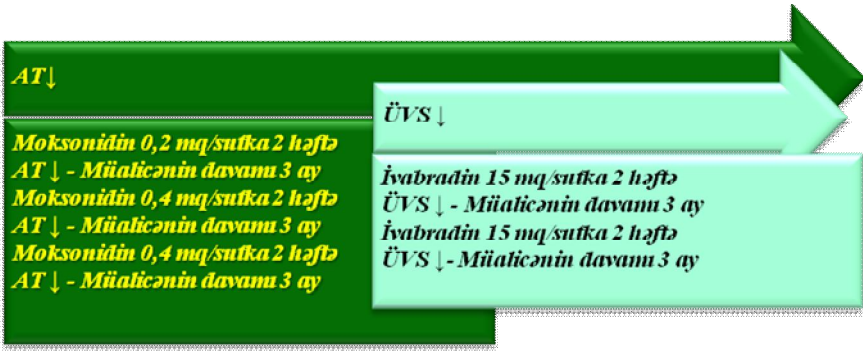 AT↓
Moksonidin 0,2 mq/sutka 2 həftə
AT ↓ - Müalicənin davamı 3 ay
Moksonidin 0,4 mq/sutka 2 həftə
AT ↓ - Müalicənin davamı 3 ay
Moksonidin 0,4 mq/sutka 2 həftə
AT ↓ - Müalicənin davamı 3 ay
ÜVS ↓
İvabradin 15 mq/sutka 2 həftə
ÜVS ↓ - Müalicənin davamı 3 ay
İvabradin 15 mq/sutka 2 həftə
ÜVS ↓- Müalicənin davamı 3 ay